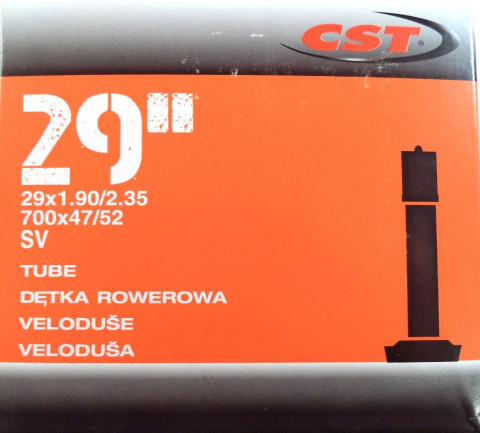 CST®
29"
29x1.90/2.35
700x47/52
SV
TUBE
DĘTKA ROWEROWA
VELODUŠE
VELODUŠA